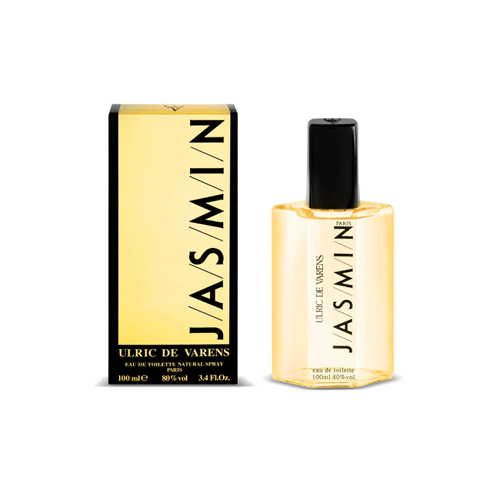 J/A/S/M/I/N
ULRIC DE VARENS
EAU DE TOILETTE NATURAL SPRAY
PARIS
100 ml℮ 80%vol 3.4 Fl.Oz.
PARIS
J/A/S/M/I/N
ULRIC DE VARENS
eau de toilette
100ml 80%vol